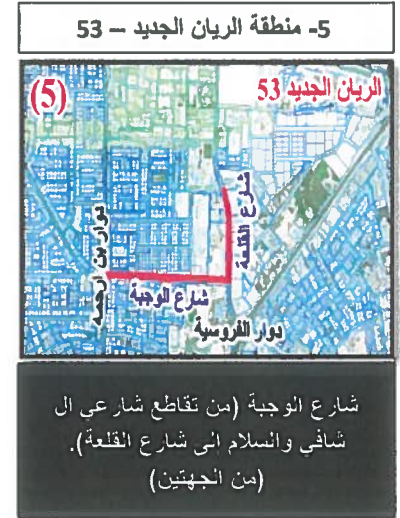 5- منطقة الريان الجديد – 53
الريان الجديد 53
(5)
شارع القلعة
دوار بن ارحمه
شارع الوجبة
دوار الفروسية
شارع الوجبة (من تقاطع شارعي ال
شافي والسلام الى شارع القلعة).
(من الجهتين)